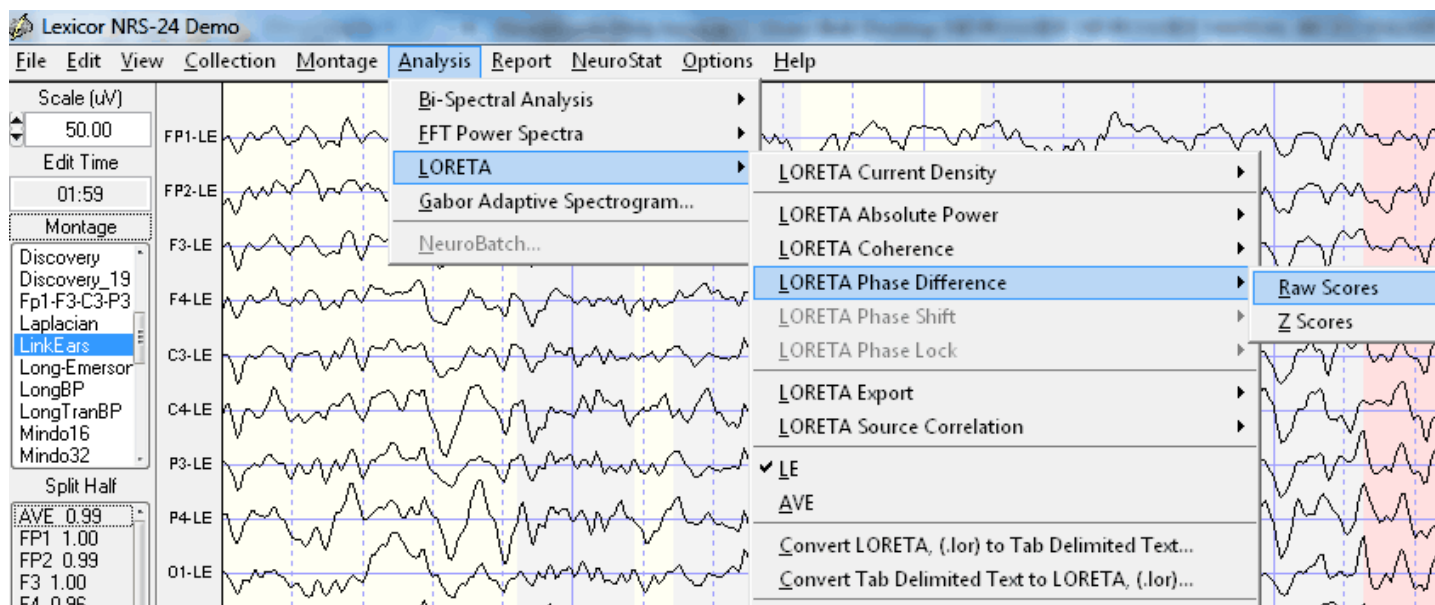 Lexicor NRS-24 Demo
File Edit View Collection Montage Analysis Report NeuroStat Options Help
Scale (uV)
50.00
Edit Time
01:59
Montage
Discovery
Discovery_19
Fp1-F3-C3-P3
Laplacian
LinkEars
Long-Emerson
LongBP
LongTranBP
Mindo16
Mindo32
Split Half
AVE 0.99
FP1 1.00
FP2 0.99
F3 1.00
F4 0.96
FP1-LE
FP2-LE
F3-LE
F4-LE
C3-LE
C4-LE
P3-LE
P4-LE
O1-LE
Bi-Spectral Analysis
FFT Power Spectra
LORETA
Gabor Adaptive Spectrogram...
NeuroBatch...
LORETA Current Density
LORETA Absolute Power
LORETA Coherence
LORETA Phase Difference
LORETA Phase Shift
LORETA Phase Lock
LORETA Export
LORETA Source Correlation
LE
AVE
Convert LORETA, (.lor) to Tab Delimited Text...
Convert Tab Delimited Text to LORETA, (.lor)...
Raw Scores
Z Scores